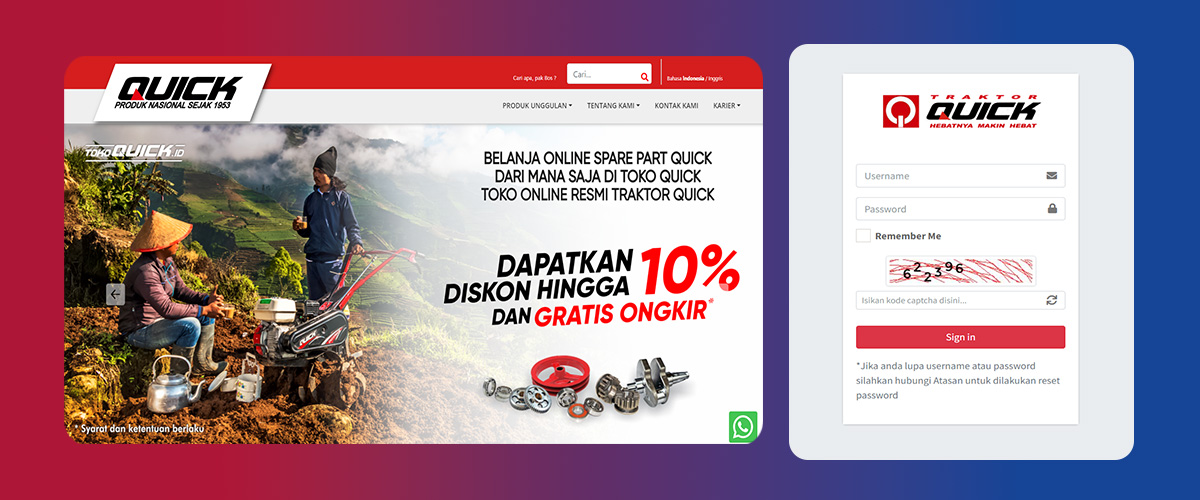 QUICK
PRODUK NASIONAL SEJAK 1953
Cari apa, pak Bos ?
Cari...
Bahasa Indonesia / Inggris
PRODUK UNGGULAN
TENTANG KAMI
KONTAK KAMI
KARIER
TOKO QUICK.ID
BELANJA ONLINE SPARE PART QUICK
DARI MANA SAJA DI TOKO QUICK
TOKO ONLINE RESMI TRAKTOR QUICK
DAPATKAN
DISKON HINGGA 10%
DAN GRATIS ONGKIR*
QUICK
* Syarat dan ketentuan berlaku
TRAKTOR
QUICK
HEBATNYA MAKIN HEBAT
Username
Password
Remember Me
622396
Isikan kode captcha disini...
Sign in
*Jika anda lupa username atau password
silahkan hubungi Atasan untuk dilakukan reset
password